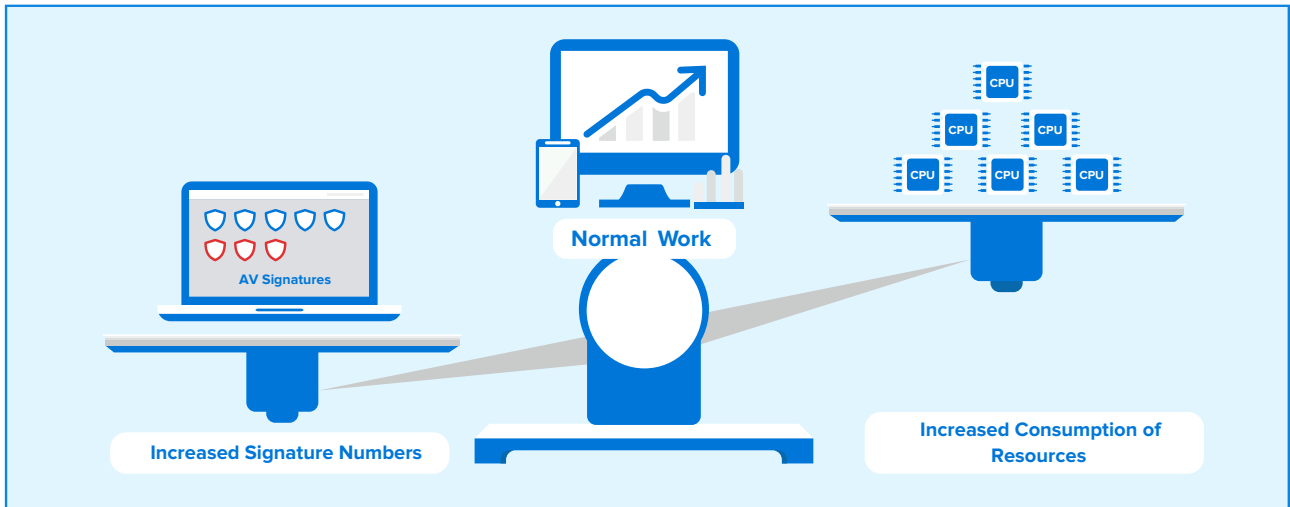 CPU
CPU CPU
CPU CPU CPU
Normal Work
AV Signatures
Increased Signature Numbers
Increased Consumption of
Resources